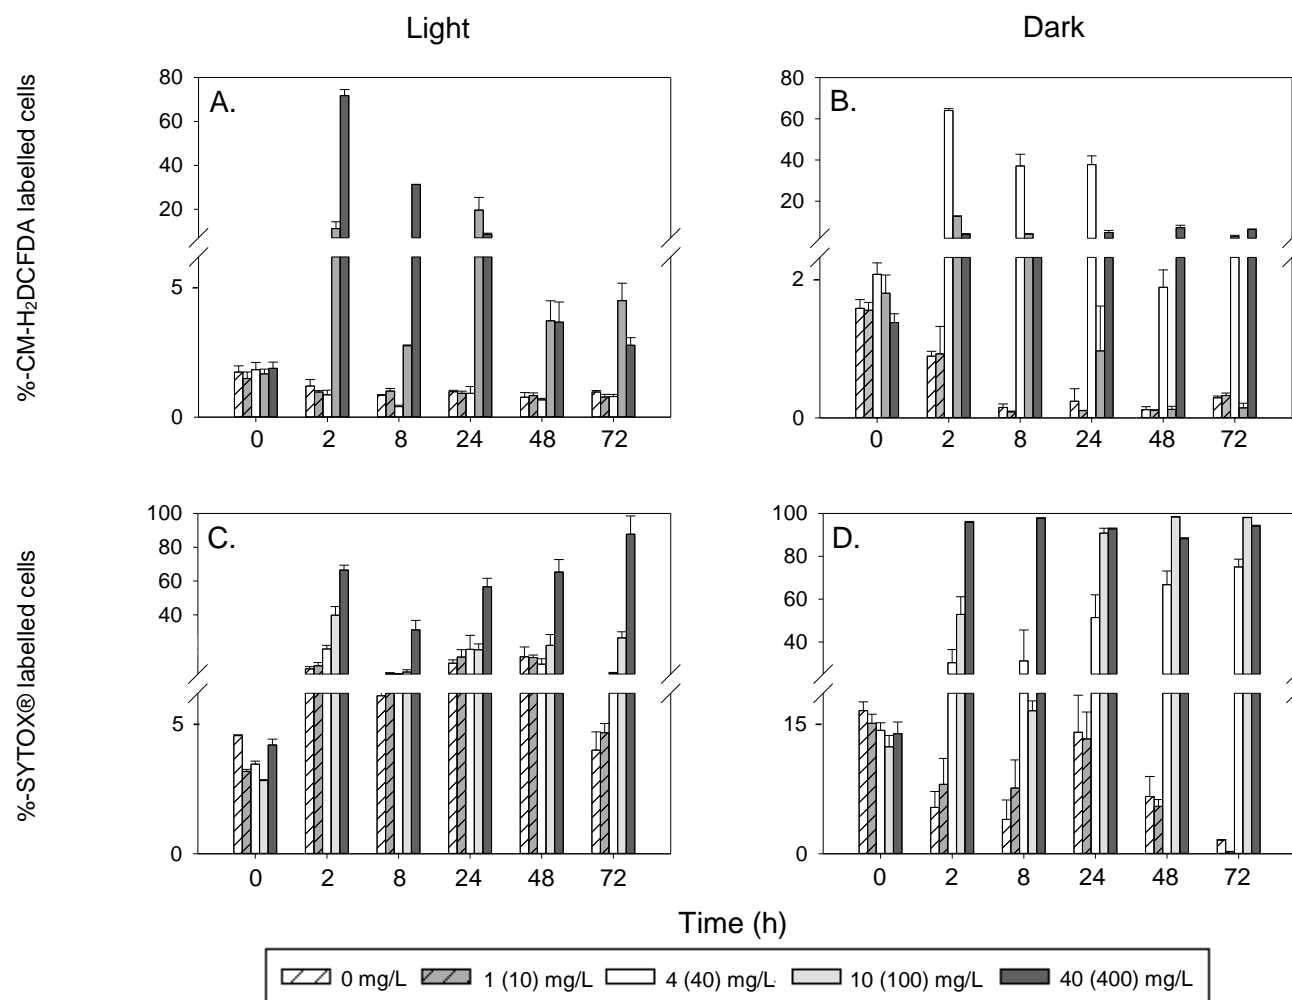 Light
Dark
%-CM-H₂DCFDA labelled cells
A.
80
60
40
20
5
0
0 2 8 24 48 72
B.
80
60
40
20
2
0
0 2 8 24 48 72
%-SYTOX® labelled cells
C.
100
80
60
40
5
0
0 2 8 24 48 72
D.
100
80
60
40
15
0
0 2 8 24 48 72
Time (h)
0 mg/L 1 (10) mg/L 4 (40) mg/L 10 (100) mg/L 40 (400) mg/L